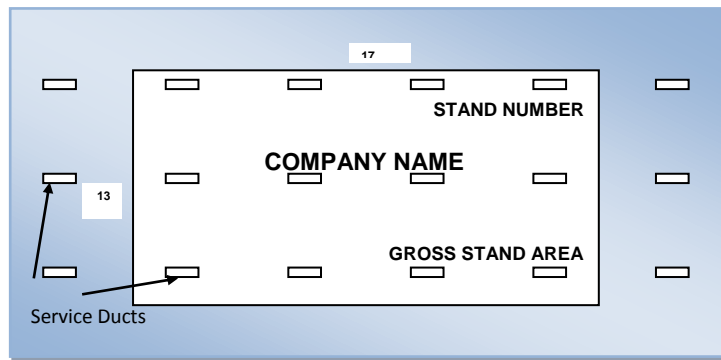 17
STAND NUMBER
COMPANY NAME
13
GROSS STAND AREA
Service Ducts